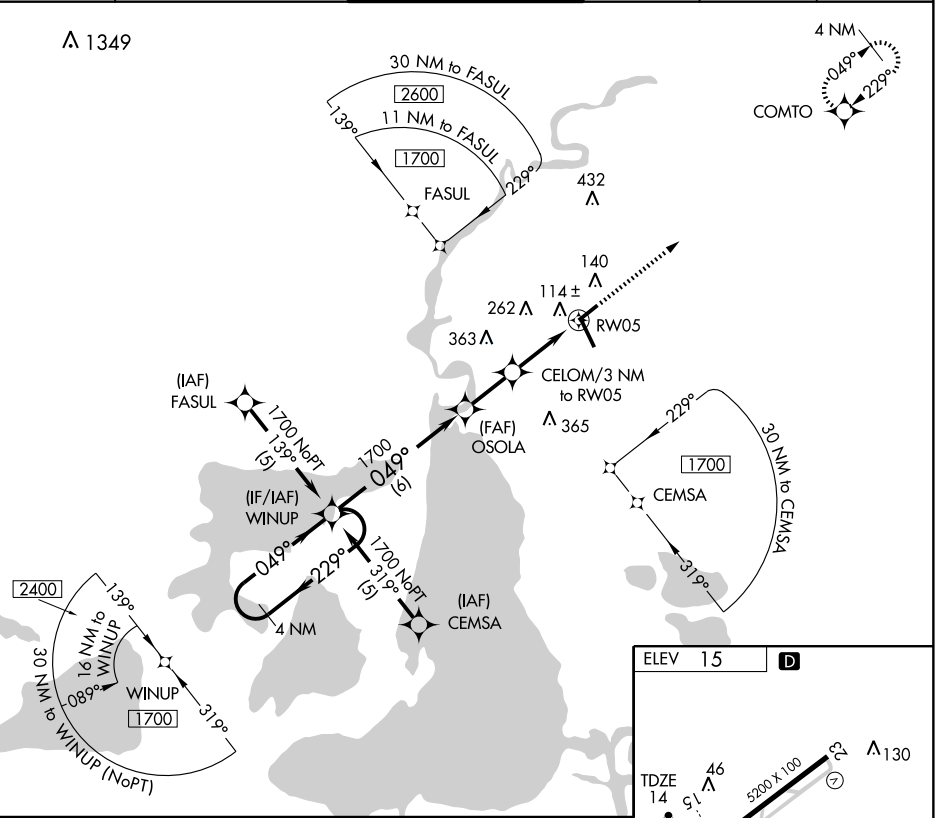 1349
4 NM
049°
229°
COMTO
30 NM to FASUL
2600
139°
11 NM to FASUL
1700
229°
FASUL
432
140
114 ±
262
RW05
363
CELOM/3 NM
to RW05
(IAF)
FASUL
1700 NoPT
139°
(5)
1700
049°
(6)
(FAF)
OSOLA
365
229°
30 NM to CEMSA
1700
CEMSA
319°
(IF/IAF)
WINUP
049°
229°
4 NM
1700 NoPT
319°
(5)
(IAF)
CEMSA
2400
139°
16 NM to
WINUP
30 NM to WINUP (NoPT)
089°
WINUP
1700
319°
ELEV 15
D
TDZE
14
46
15
5200 X 100
23
V
130